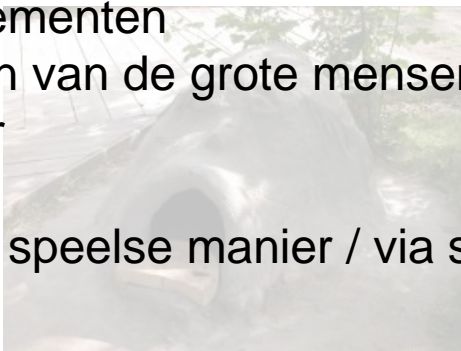 ementen
n van de grote mensen
r
speelse manier / via s